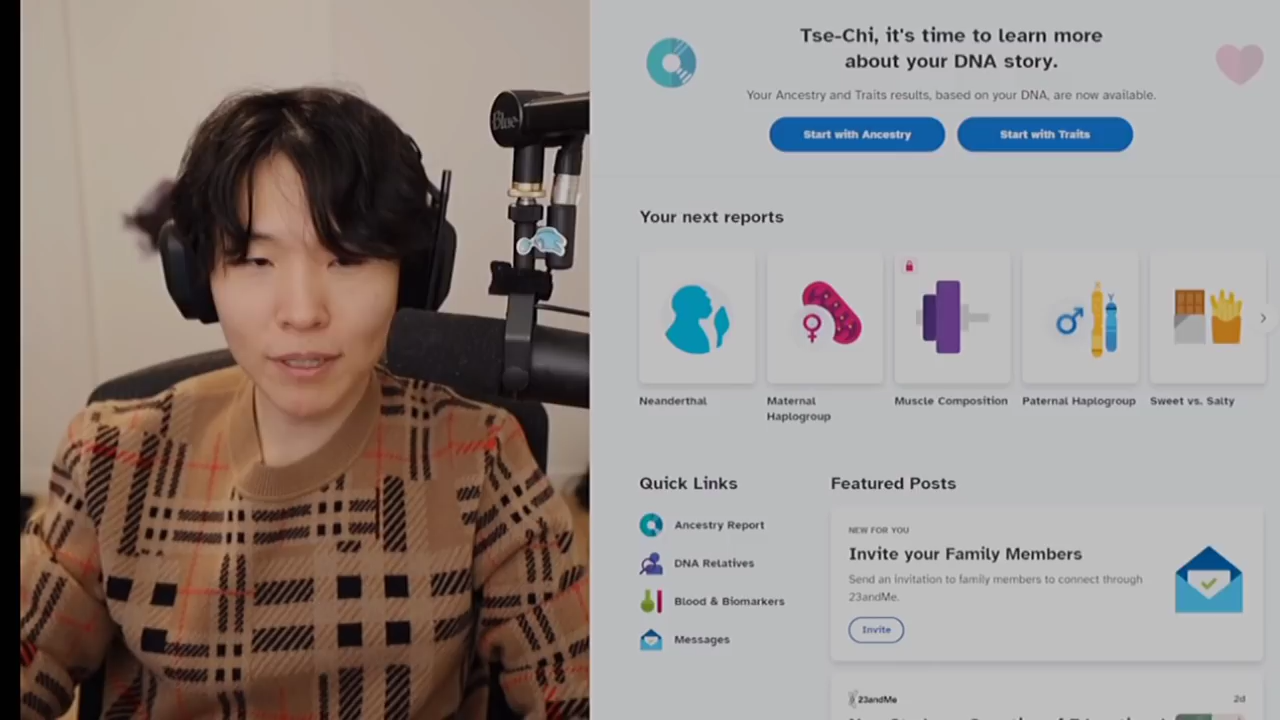 Blue
Tse-Chi, it's time to learn more
about your DNA story.
Your Ancestry and Traits results, based on your DNA, are now available.
Start with Ancestry
Start with Traits
Your next reports
Neanderthal
Maternal
Haplogroup
Muscle Composition
Paternal Haplogroup
Sweet vs. Salty
Quick Links
Ancestry Report
DNA Relatives
Blood & Biomarkers
Messages
Featured Posts
NEW FOR YOU
Invite your Family Members
Send an invitation to family members to connect through
23andMe.
Invite
23andMe
2d